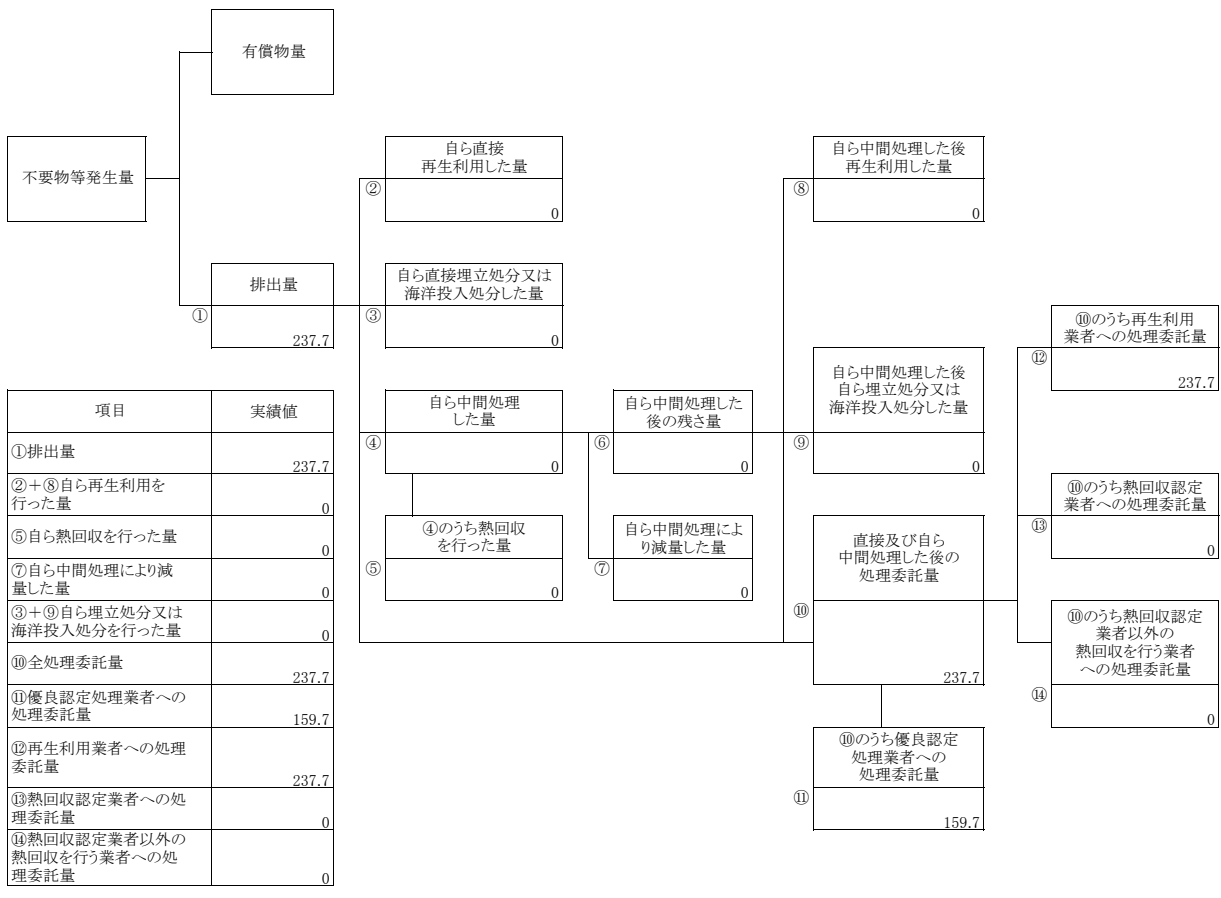 有償物量
不要物等発生量
排出量
①
237.7
自ら直接
再生利用した量
②
0
自ら直接埋立処分又は
海洋投入処分した量
③
0
自ら中間処理
した量
④
0
④のうち熱回収
を行った量
⑤
0
自ら中間処理した
後の残さ量
⑥
0
自ら中間処理によ
り減量した量
⑦
0
自ら中間処理した後
再生利用した量
⑧
0
自ら中間処理した後
自ら埋立処分又は
海洋投入処分した量
⑨
0
直接及び自ら
中間処理した後の
処理委託量
⑩
237.7
⑩のうち優良認定
処理業者への
処理委託量
⑪
159.7
⑩のうち再生利用
業者への処理委託量
⑫
237.7
⑩のうち熱回収認定
業者への処理委託量
⑬
0
⑩のうち熱回収認定
業者以外の
熱回収を行う業者
への処理委託量
⑭
0
項目 実績値
①排出量
237.7
②+⑧自ら再生利用を
行った量
0
⑤自ら熱回収を行った量
0
⑦自ら中間処理により減
量した量
0
③+⑨自ら埋立処分又は
海洋投入処分を行った量
0
⑩全処理委託量
237.7
⑪優良認定処理業者への
処理委託量
159.7
⑫再生利用業者への処理
委託量
237.7
⑬熱回収認定業者への処
理委託量
0
⑭熱回収認定業者以外の
熱回収を行う業者への処
理委託量
0